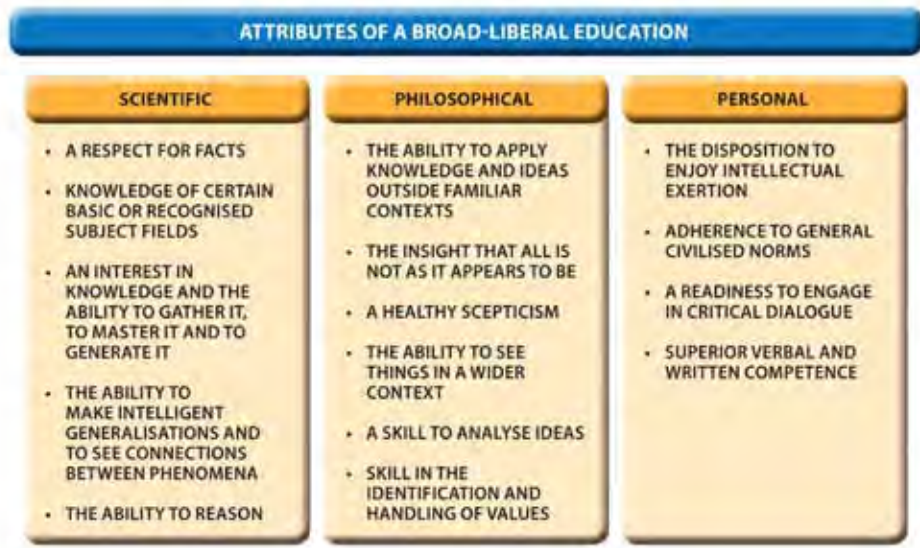 ATTRIBUTES OF A BROAD-LIBERAL EDUCATION
SCIENTIFIC
• A RESPECT FOR FACTS
• KNOWLEDGE OF CERTAIN
BASIC OR RECOGNISED
SUBJECT FIELDS
• AN INTEREST IN
KNOWLEDGE AND THE
ABILITY TO GATHER IT,
TO MASTER IT AND TO
GENERATE IT
• THE ABILITY TO
MAKE INTELLIGENT
GENERALISATIONS AND
TO SEE CONNECTIONS
BETWEEN PHENOMENA
• THE ABILITY TO REASON
PHILOSOPHICAL
• THE ABILITY TO APPLY
KNOWLEDGE AND IDEAS
OUTSIDE FAMILIAR
CONTEXTS
• THE INSIGHT THAT ALL IS
NOT AS IT APPEARS TO BE
• A HEALTHY SCEPTICISM
• THE ABILITY TO SEE
THINGS IN A WIDER
CONTEXT
• A SKILL TO ANALYSE IDEAS
• SKILL IN THE
IDENTIFICATION AND
HANDLING OF VALUES
PERSONAL
• THE DISPOSITION TO
ENJOY INTELLECTUAL
EXERTION
• ADHERENCE TO GENERAL
CIVILISED NORMS
• A READINESS TO ENGAGE
IN CRITICAL DIALOGUE
• SUPERIOR VERBAL AND
WRITTEN COMPETENCE